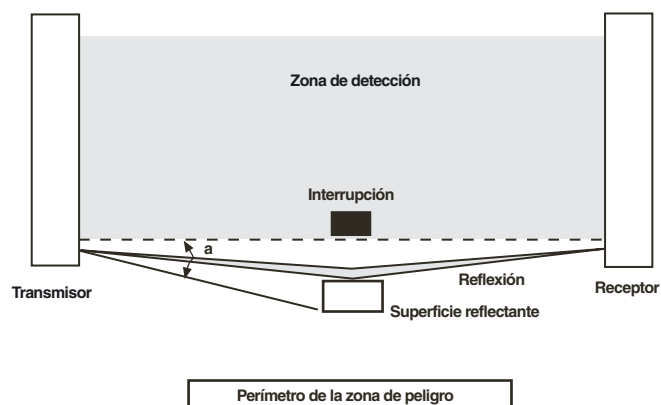 Zona de detección
Interrupción
a
Reflexión
Transmisor
Receptor
Superficie reflectante
Perímetro de la zona de peligro